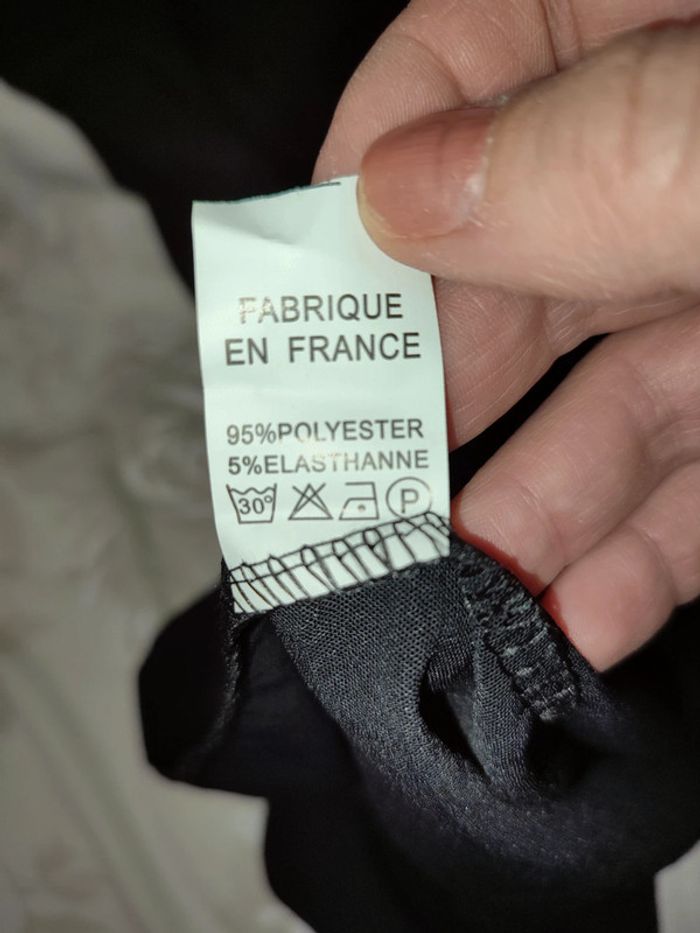 FABRIQUE
EN FRANCE
95%POLYESTER
5%ELASTHANNE
30° P